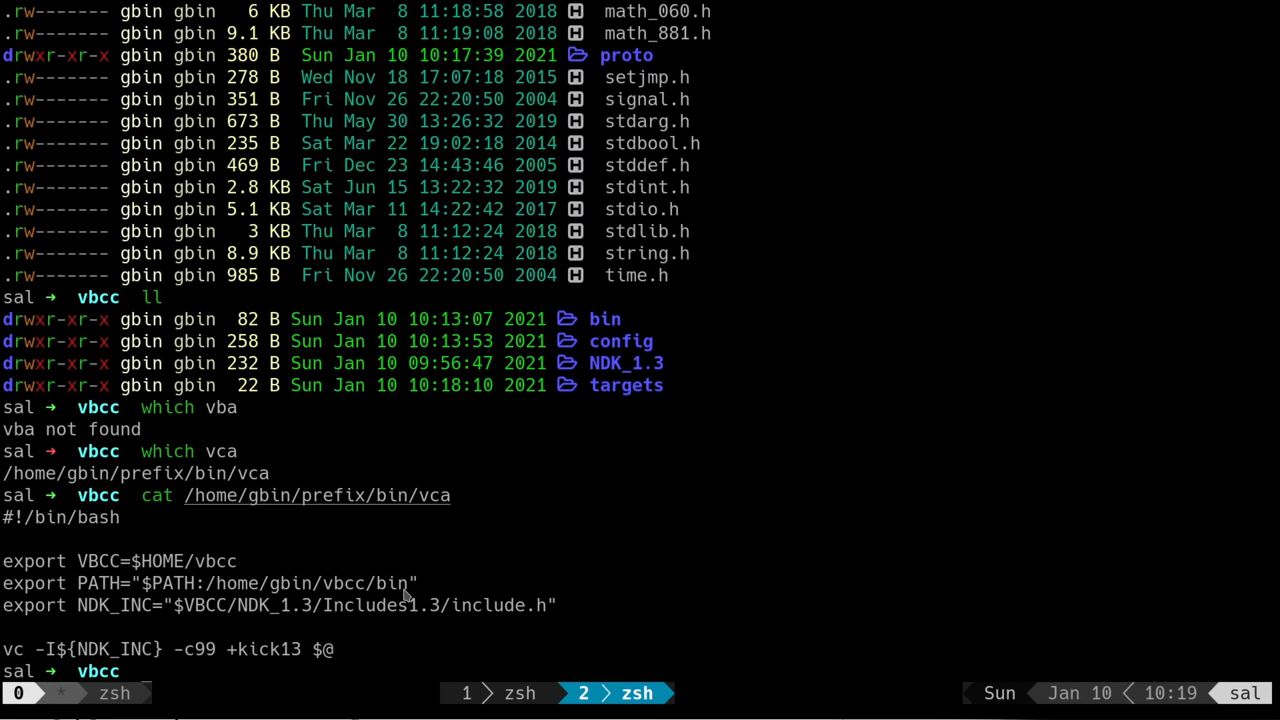 .rw------- gbin gbin   6 KB Thu Mar  8 11:18:58 2018 H math_060.h
.rw------- gbin gbin 9.1 KB Thu Mar  8 11:19:08 2018 H math_881.h
drwxr-xr-x gbin gbin 380 B  Sun Jan 10 10:17:39 2021 proto
.rw------- gbin gbin 278 B  Wed Nov 18 17:07:18 2015 H setjmp.h
.rw------- gbin gbin 351 B  Fri Nov 26 22:20:50 2004 H signal.h
.rw------- gbin gbin 673 B  Thu May 30 13:26:32 2019 H stdarg.h
.rw------- gbin gbin 235 B  Sat Mar 22 19:02:18 2014 H stdbool.h
.rw------- gbin gbin 469 B  Fri Dec 23 14:43:46 2005 H stddef.h
.rw------- gbin gbin 2.8 KB Sat Jun 15 13:22:32 2019 H stdint.h
.rw------- gbin gbin 5.1 KB Sat Mar 11 14:22:42 2017 H stdio.h
.rw------- gbin gbin   3 KB Thu Mar  8 11:12:24 2018 H stdlib.h
.rw------- gbin gbin 8.9 KB Thu Mar  8 11:12:24 2018 H string.h
.rw------- gbin gbin 985 B  Fri Nov 26 22:20:50 2004 H time.h
sal ➜  vbcc  ll
drwxr-xr-x gbin gbin  82 B Sun Jan 10 10:13:07 2021 bin
drwxr-xr-x gbin gbin 258 B Sun Jan 10 10:13:53 2021 config
drwxr-xr-x gbin gbin 232 B Sun Jan 10 09:56:47 2021 NDK_1.3
drwxr-xr-x gbin gbin  22 B Sun Jan 10 10:18:10 2021 targets
sal ➜  vbcc  which vba
vba not found
sal ➜  vbcc  which vca
/home/gbin/prefix/bin/vca
sal ➜  vbcc  cat /home/gbin/prefix/bin/vca
#!/bin/bash
export VBCC=$HOME/vbcc
export PATH="$PATH:/home/gbin/vbcc/bin"
export NDK_INC="$VBCC/NDK_1.3/Includes1.3/include.h"
vc -I${NDK_INC} -c99 +kick13 $@
sal ➜  vbcc  _
0 * zsh 1 zsh 2 zsh Sun Jan 10 10:19 sal